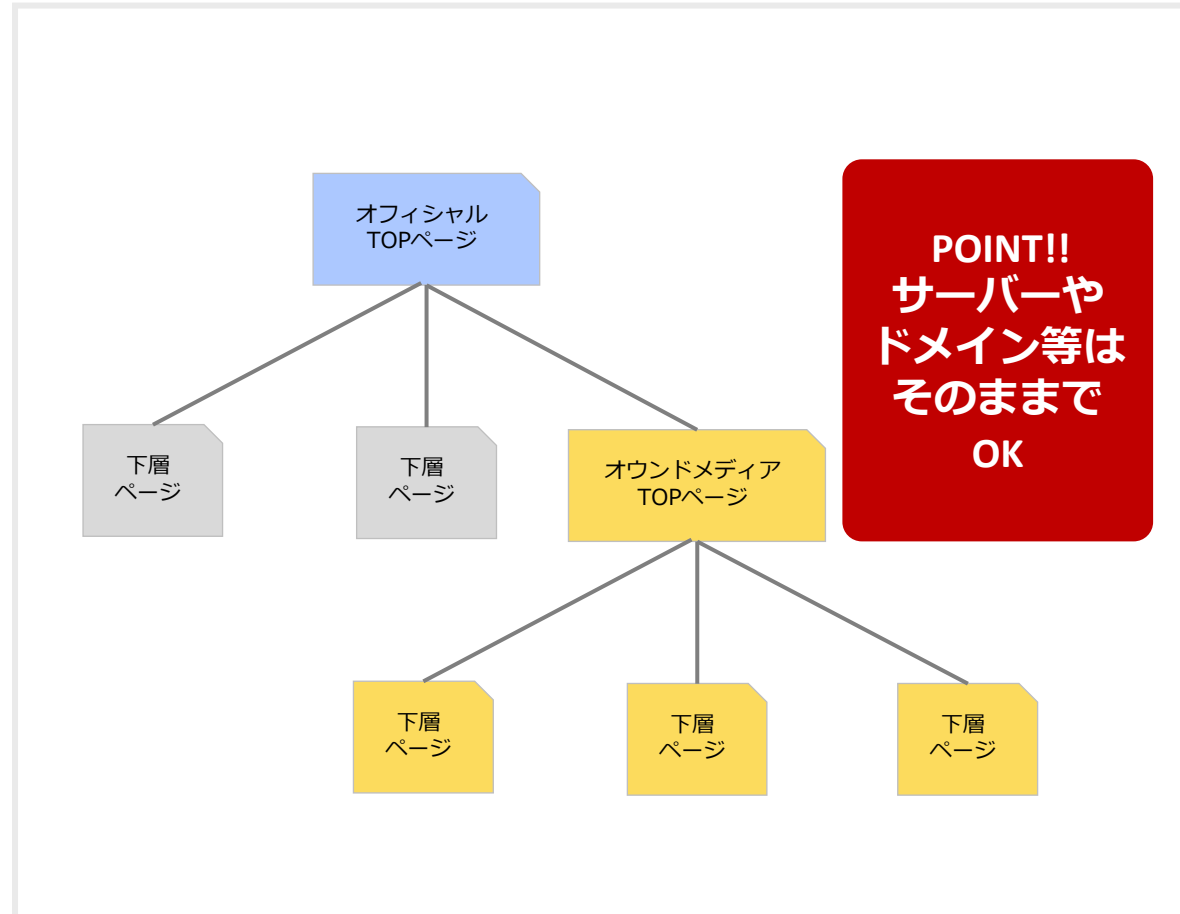 オフィシャル
TOPページ
POINT!!
サーバーや
ドメイン等は
そのままで
OK
下層
ページ
下層
ページ
オウンドメディア
TOPページ
下層
ページ
下層
ページ
下層
ページ